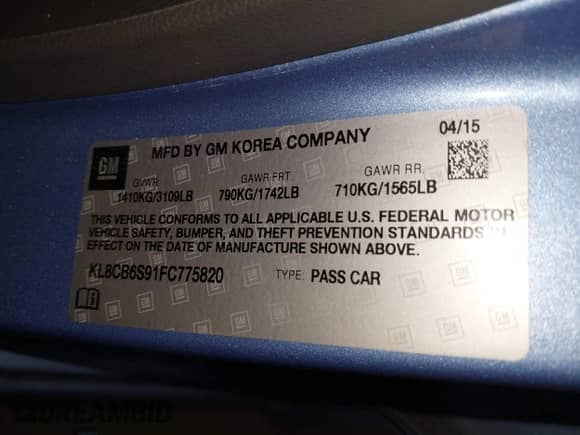 GM
MFD BY GM KOREA COMPANY
04/15
GVWR GAWR FRT GAWR RR
1410KG/3109LB 790KG/1742LB 710KG/1565LB
THIS VEHICLE CONFORMS TO ALL APPLICABLE U.S. FEDERAL MOTOR
VEHICLE SAFETY, BUMPER, AND THEFT PREVENTION STANDARDS IN
EFFECT ON THE DATE OF MANUFACTURE SHOWN ABOVE.
KL8CB6S91FC775820 TYPE: PASS CAR
DREAMBID